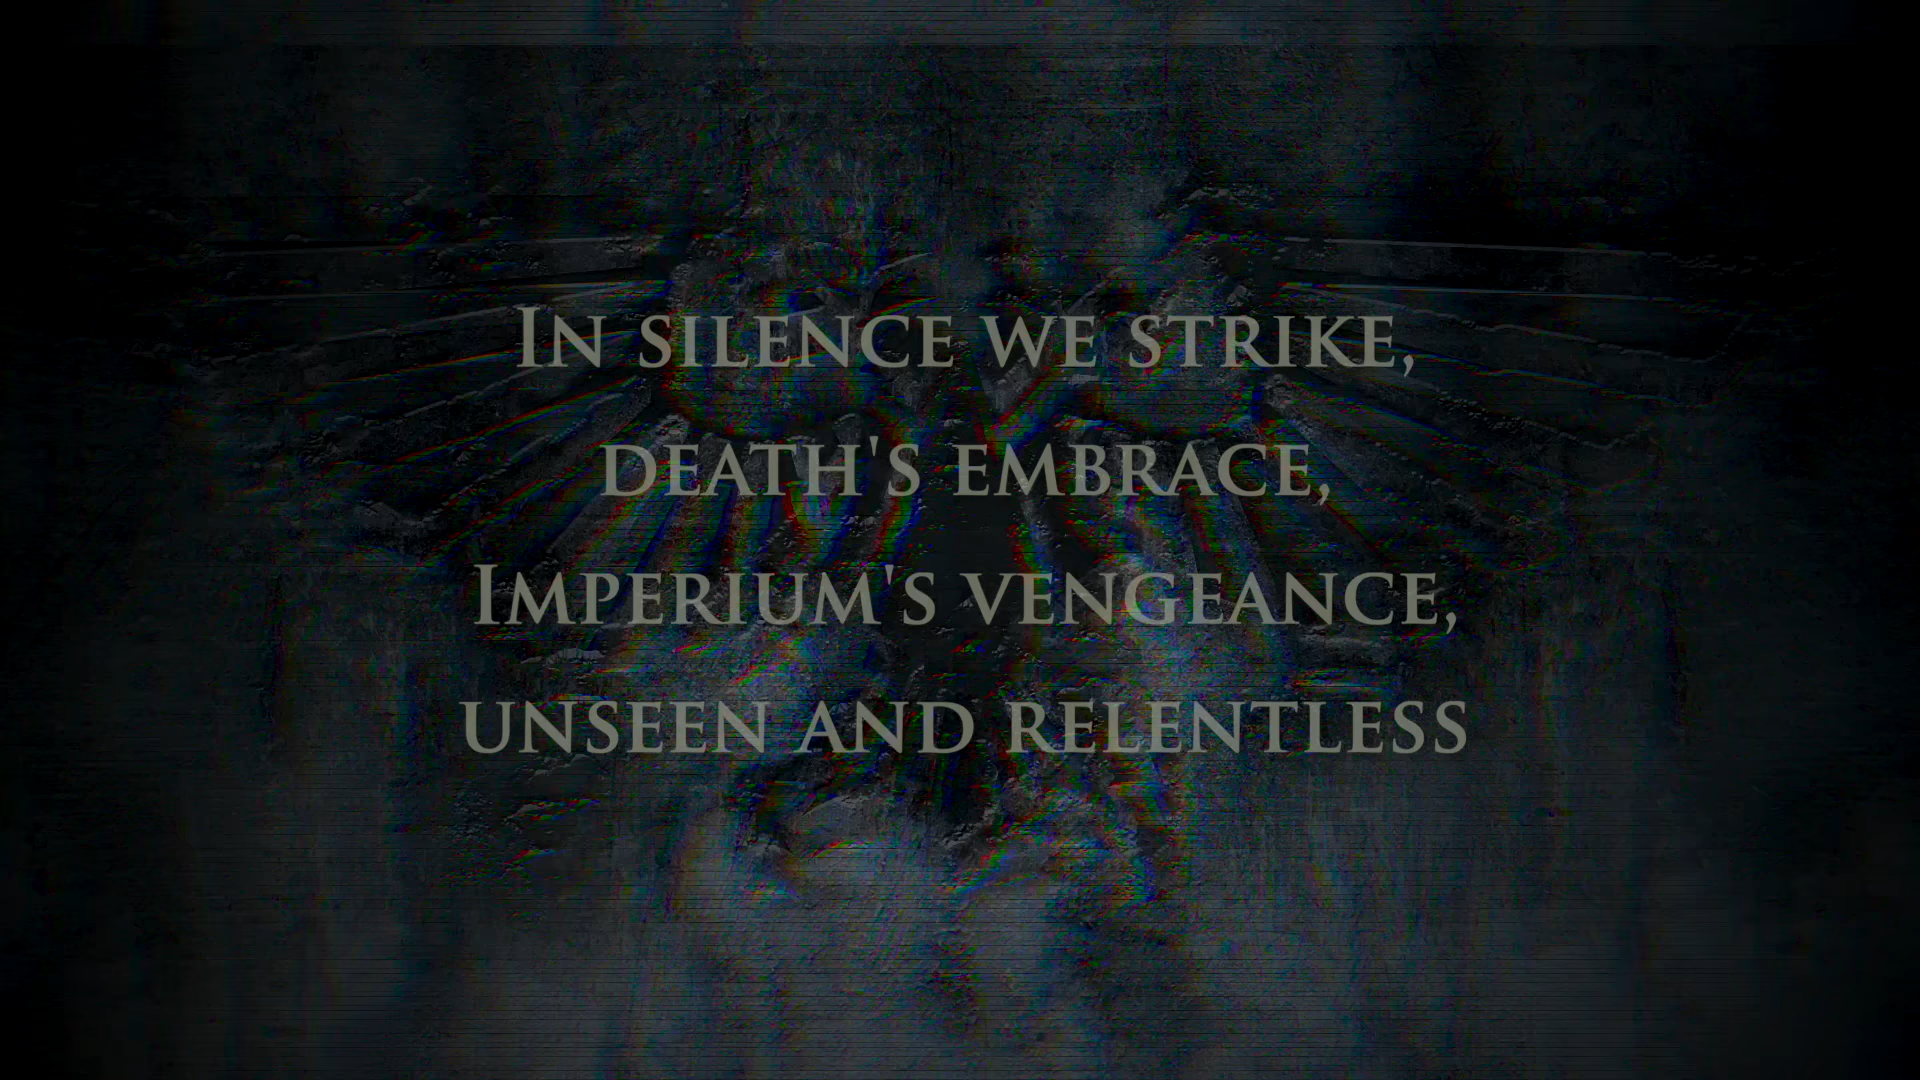 In silence we strike,
death's embrace,
Imperium's vengeance,
unseen and relentless